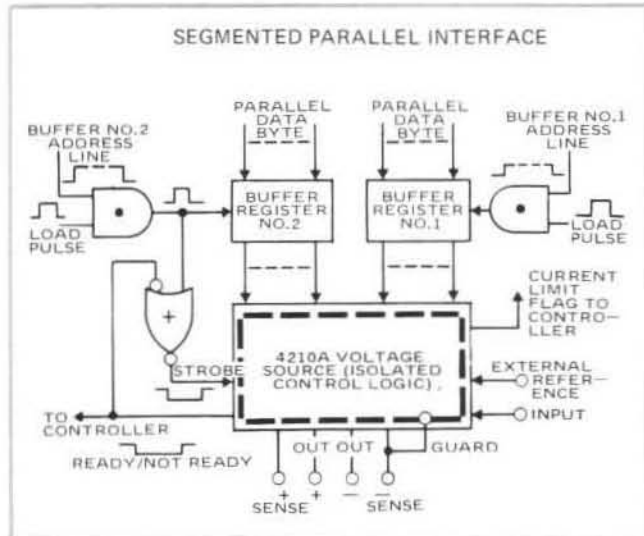 SEGMENTED PARALLEL INTERFACE
BUFFER NO.2
ADDRESS
LINE
PARALLEL
DATA
BYTE
PARALLEL
DATA
BYTE
BUFFER NO.1
ADDRESS
LINE
LOAD
PULSE
BUFFER
REGISTER
NO.2
BUFFER
REGISTER
NO.1
LOAD
PULSE
+
STROBE
4210A VOLTAGE
SOURCE (ISOLATED
CONTROL LOGIC)
CURRENT
LIMIT
FLAG TO
CONTRO-
LLER
EXTERNAL
REFER-
ENCE
INPUT
TO
CONTROLLER
READY/NOT READY
OUT OUT
GUARD
+ + — —
SENSE
SENSE